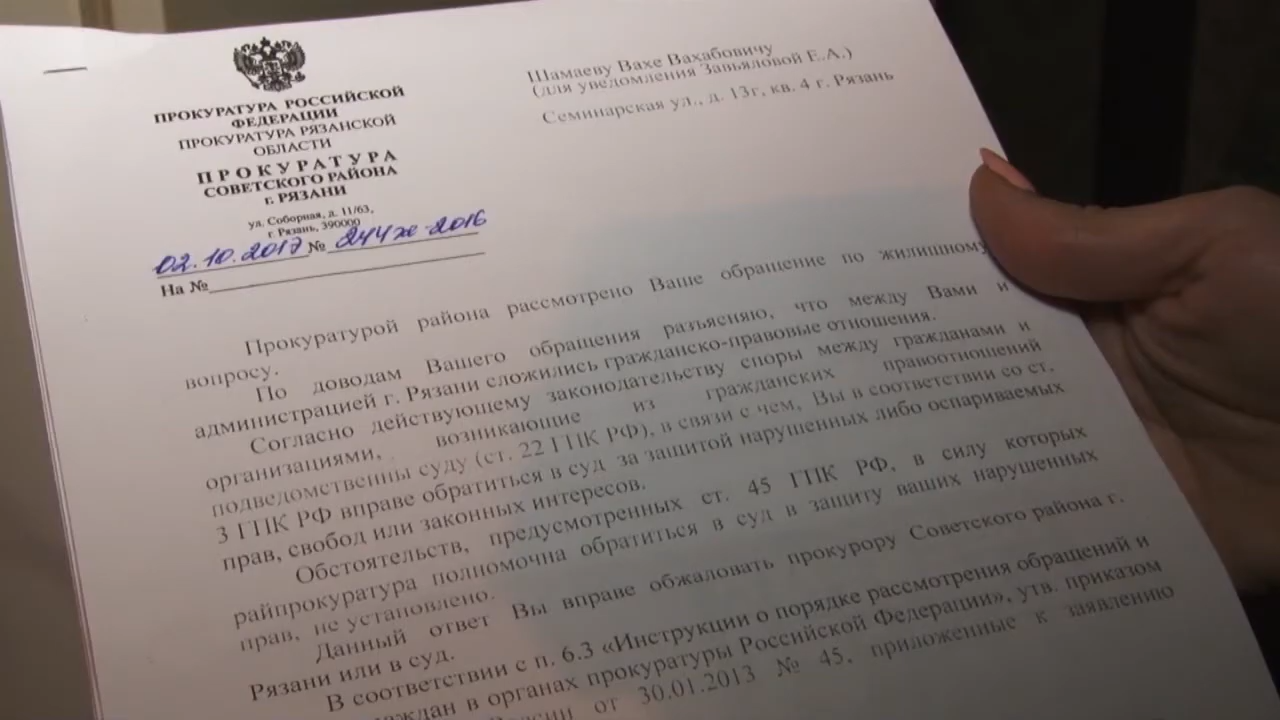 ПРОКУРАТУРА РОССИЙСКОЙ
ФЕДЕРАЦИИ
ПРОКУРАТУРА РЯЗАНСКОЙ
ОБЛАСТИ
ПРОКУРАТУРА
СОВЕТСКОГО РАЙОНА
г. РЯЗАНИ
ул. Соборная, д. 11/63,
г. Рязань, 390000
02.10.2017 № 244ж-2016
На №
Шамаеву Вахе Вахабовичу
(для уведомления Завьяловой Е.А.)
Семинарская ул., д. 13г, кв. 4 г. Рязань
Прокуратурой района рассмотрено Ваше обращение по жилищному
вопросу.
По доводам Вашего обращения разъясняю, что между Вами и
администрацией г. Рязани сложились гражданско-правовые отношения.
Согласно действующему законодательству споры между гражданами и
организациями, возникающие из гражданских правоотношений
подведомственны суду (ст. 22 ГПК РФ), в связи с чем, Вы в соответствии со ст.
3 ГПК РФ вправе обратиться в суд за защитой нарушенных либо оспариваемых
прав, свобод или законных интересов.
Обстоятельств, предусмотренных ст. 45 ГПК РФ, в силу которых
райпрокуратура полномочна обратиться в суд в защиту ваших нарушенных
прав, не установлено.
Данный ответ Вы вправе обжаловать прокурору Советского района г.
Рязани или в суд.
В соответствии с п. 6.3 «Инструкции о порядке рассмотрения обращений и
в органах прокуратуры Российской Федерации», утв. приказом
от 30.01.2013 № 45, приложенные к заявлению